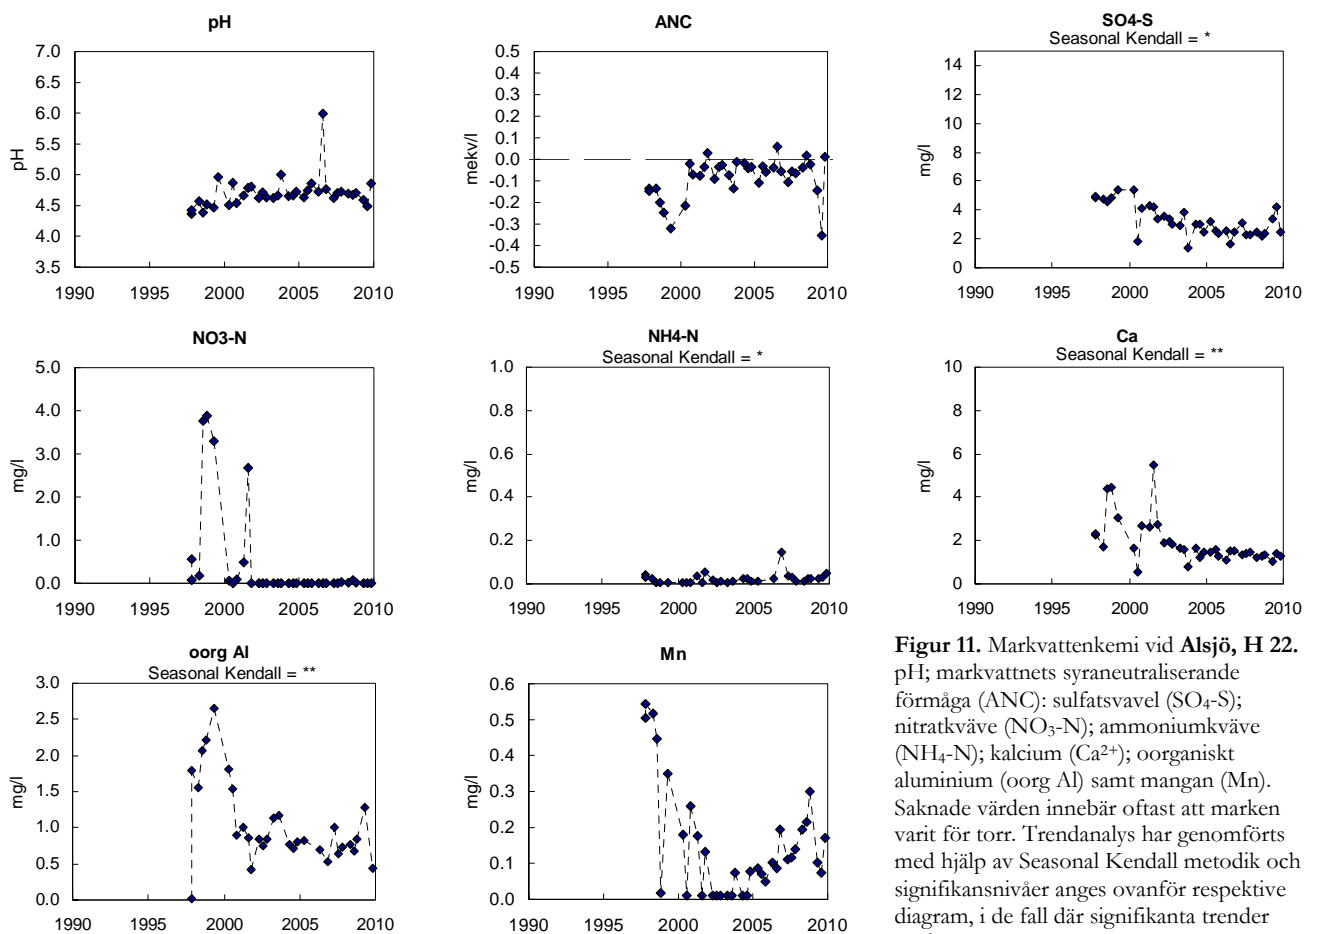 pH
7.0
6.5
6.0
5.5
5.0
4.5
4.0
3.5
pH
1990 1995 2000 2005 2010
ANC
0.5
0.4
0.3
0.2
0.1
0.0
-0.1
-0.2
-0.3
-0.4
-0.5
mekv/l
1990 1995 2000 2005 2010
SO4-S
Seasonal Kendall = *
14
12
10
8
6
4
2
0
mg/l
1990 1995 2000 2005 2010
NO3-N
5.0
4.0
3.0
2.0
1.0
0.0
mg/l
1990 1995 2000 2005 2010
NH4-N
Seasonal Kendall = *
1.0
0.8
0.6
0.4
0.2
0.0
mg/l
1990 1995 2000 2005 2010
Ca
Seasonal Kendall = **
10
8
6
4
2
0
mg/l
1990 1995 2000 2005 2010
oorg Al
Seasonal Kendall = **
3.0
2.5
2.0
1.5
1.0
0.5
0.0
mg/l
1990 1995 2000 2005 2010
Mn
0.6
0.5
0.4
0.3
0.2
0.1
0.0
mg/l
1990 1995 2000 2005 2010
Figur 11. Markvattenkemi vid Alsjö, H 22.
pH; markvattnets syraneutraliserande
förmåga (ANC): sulfatsvavel (SO4-S);
nitratkväve (NO3-N); ammoniumkväve
(NH4-N); kalcium (Ca2+); oorganiskt
aluminium (oorg Al) samt mangan (Mn).
Saknade värden innebär oftast att marken
varit för torr. Trendanalys har genomförts
med hjälp av Seasonal Kendall metodik och
signifikansnivåer anges ovanför respektive
diagram, i de fall där signifikanta trender